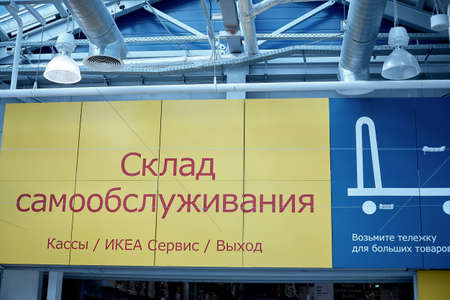 Склад
самообслуживания
Кассы / ИКЕА Сервис / Выход
Возьмите тележку
для больших товаров